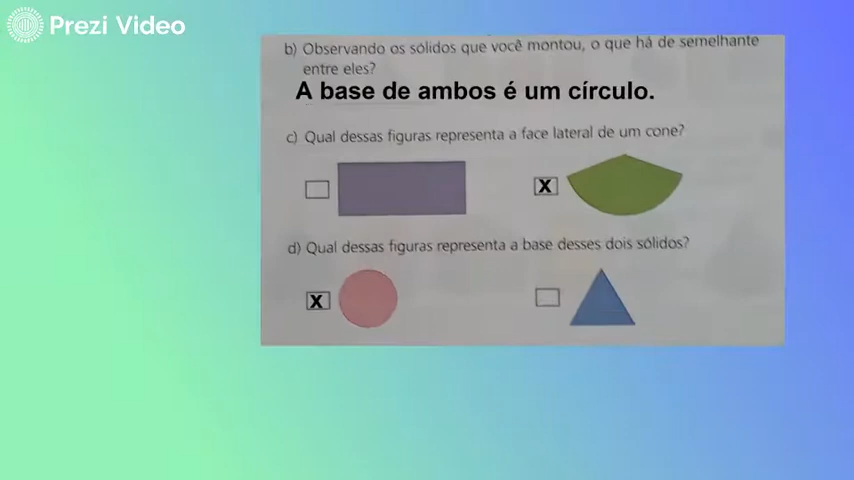 Prezi Video
b) Observando os sólidos que você montou, o que há de semelhante
entre eles?
A base de ambos é um círculo.
c) Qual dessas figuras representa a face lateral de um cone?
X
d) Qual dessas figuras representa a base desses dois sólidos?
X